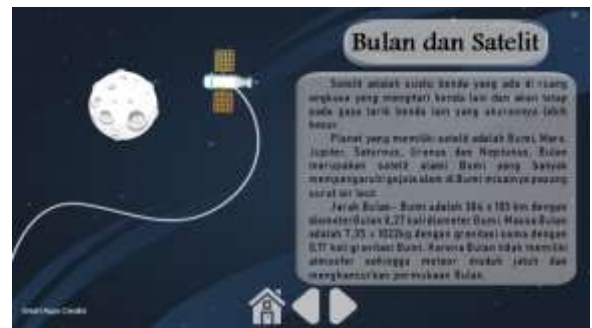 Bulan dan Satelit
Satelit adalah suatu benda yang ada di ruang
angkasa yang mengitari benda lain dan akan tetap
pada gaya tarik benda lain yang ukurannya lebih
besar.
Planet yang memiliki satelit adalah Bumi, Mars,
Jupiter, Saturnus, Uranus dan Neptunus. Bulan
merupakan satelit alami Bumi yang banyak
mempengaruhi gejala alam di Bumi misalnya pasang
surut air laut.
Jarak Bulan- Bumi adalah 384 x 103 km dengan
diameter Bulan 0,27 kali diameter Bumi. Massa Bulan
adalah 7,35 x 1022kg dengan gravitasi sama dengan
0,17 kali gravitasi Bumi. Karena Bulan tidak memiliki
atmosfer sehingga meteor mudah jatuh dan
menghancurkan permukaan Bulan.
Smart Apps Creator